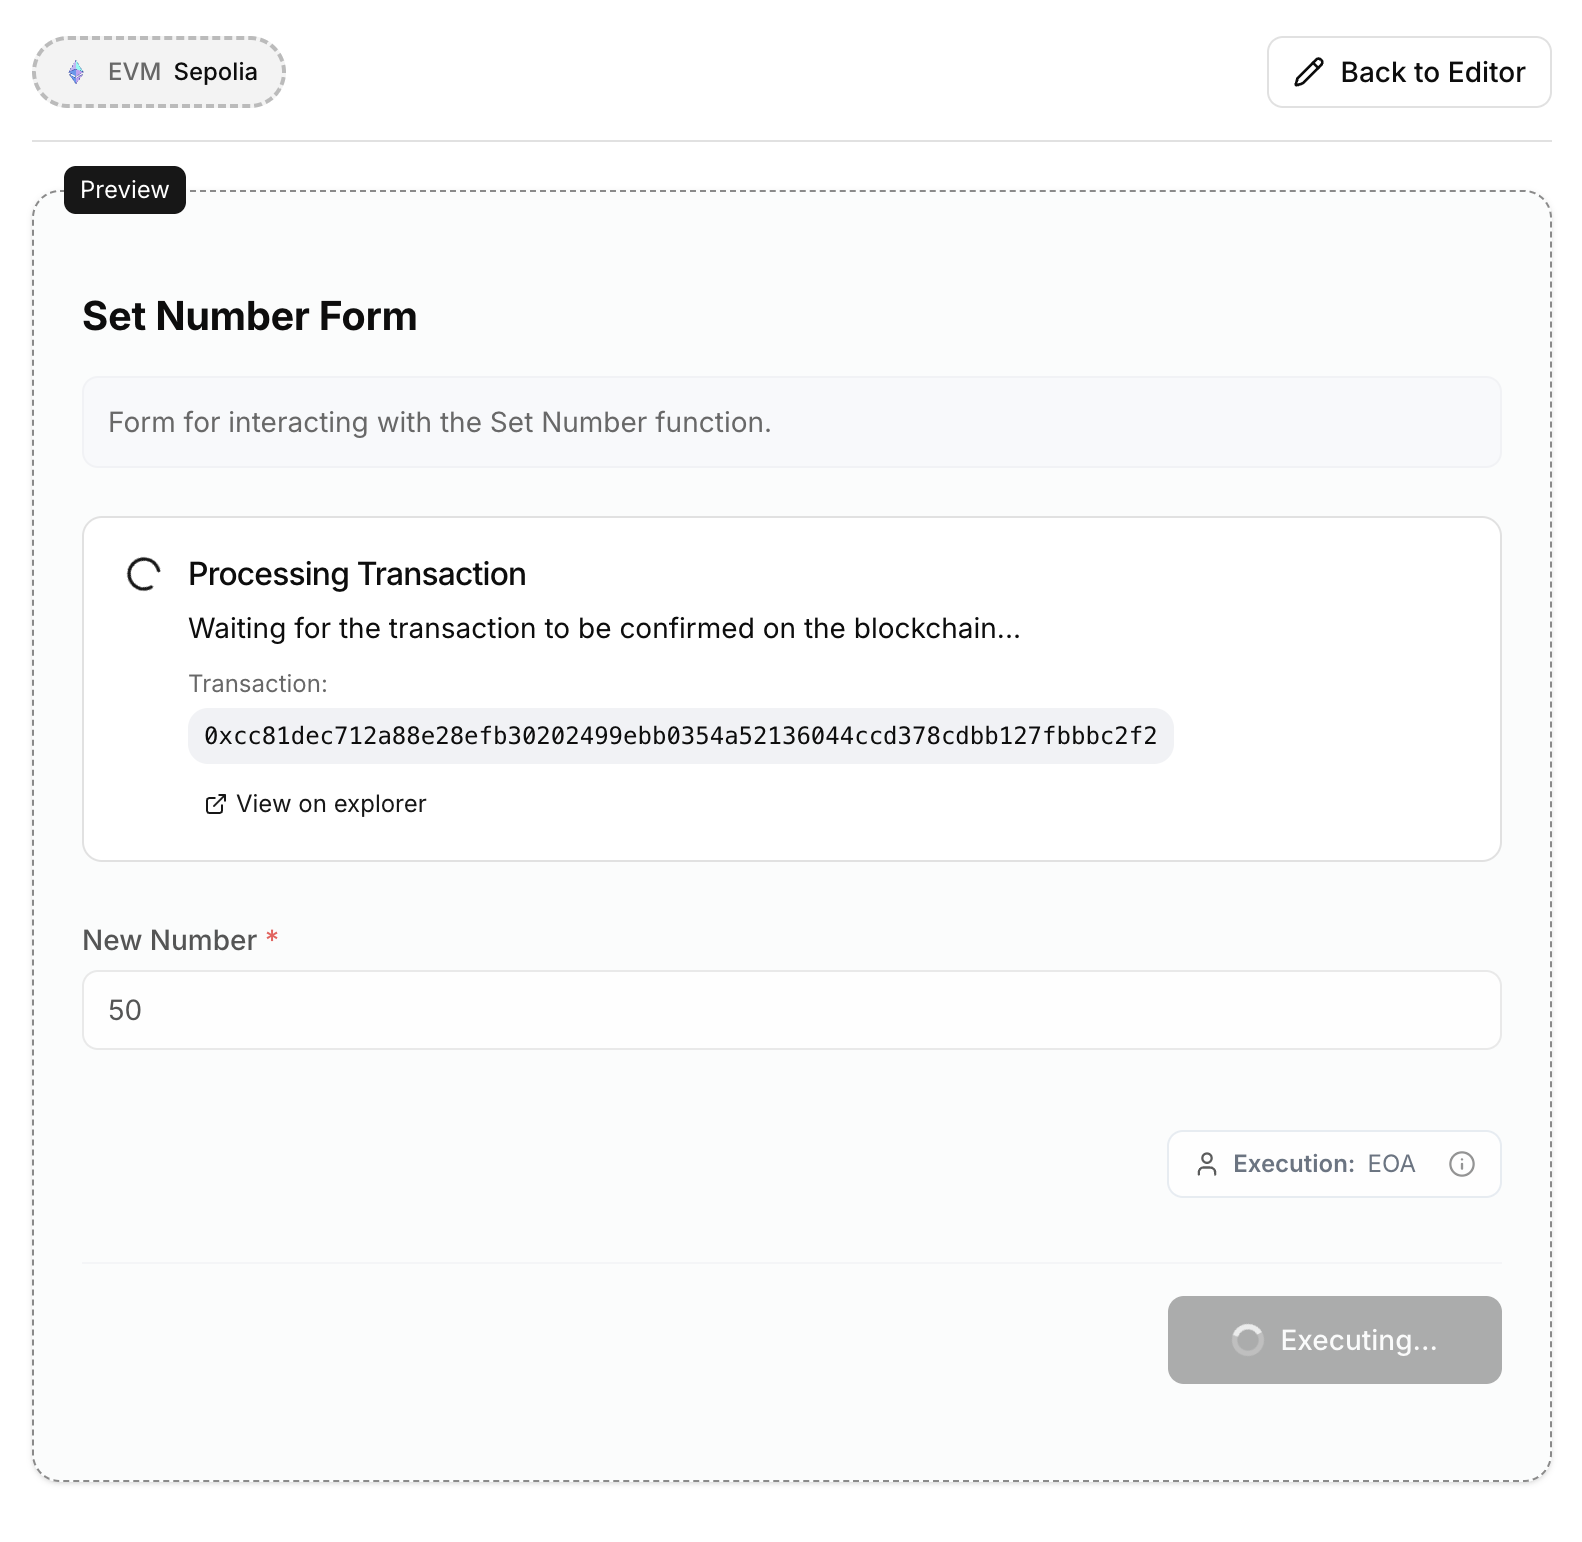 EVM Sepolia
Back to Editor
Preview
Set Number Form
Form for interacting with the Set Number function.
Processing Transaction
Waiting for the transaction to be confirmed on the blockchain...
Transaction:
0xcc81dec712a88e28efb30202499ebb0354a52136044ccd378cdbb127fbbbc2f2
View on explorer
New Number *
50
Execution: EOA
Executing...